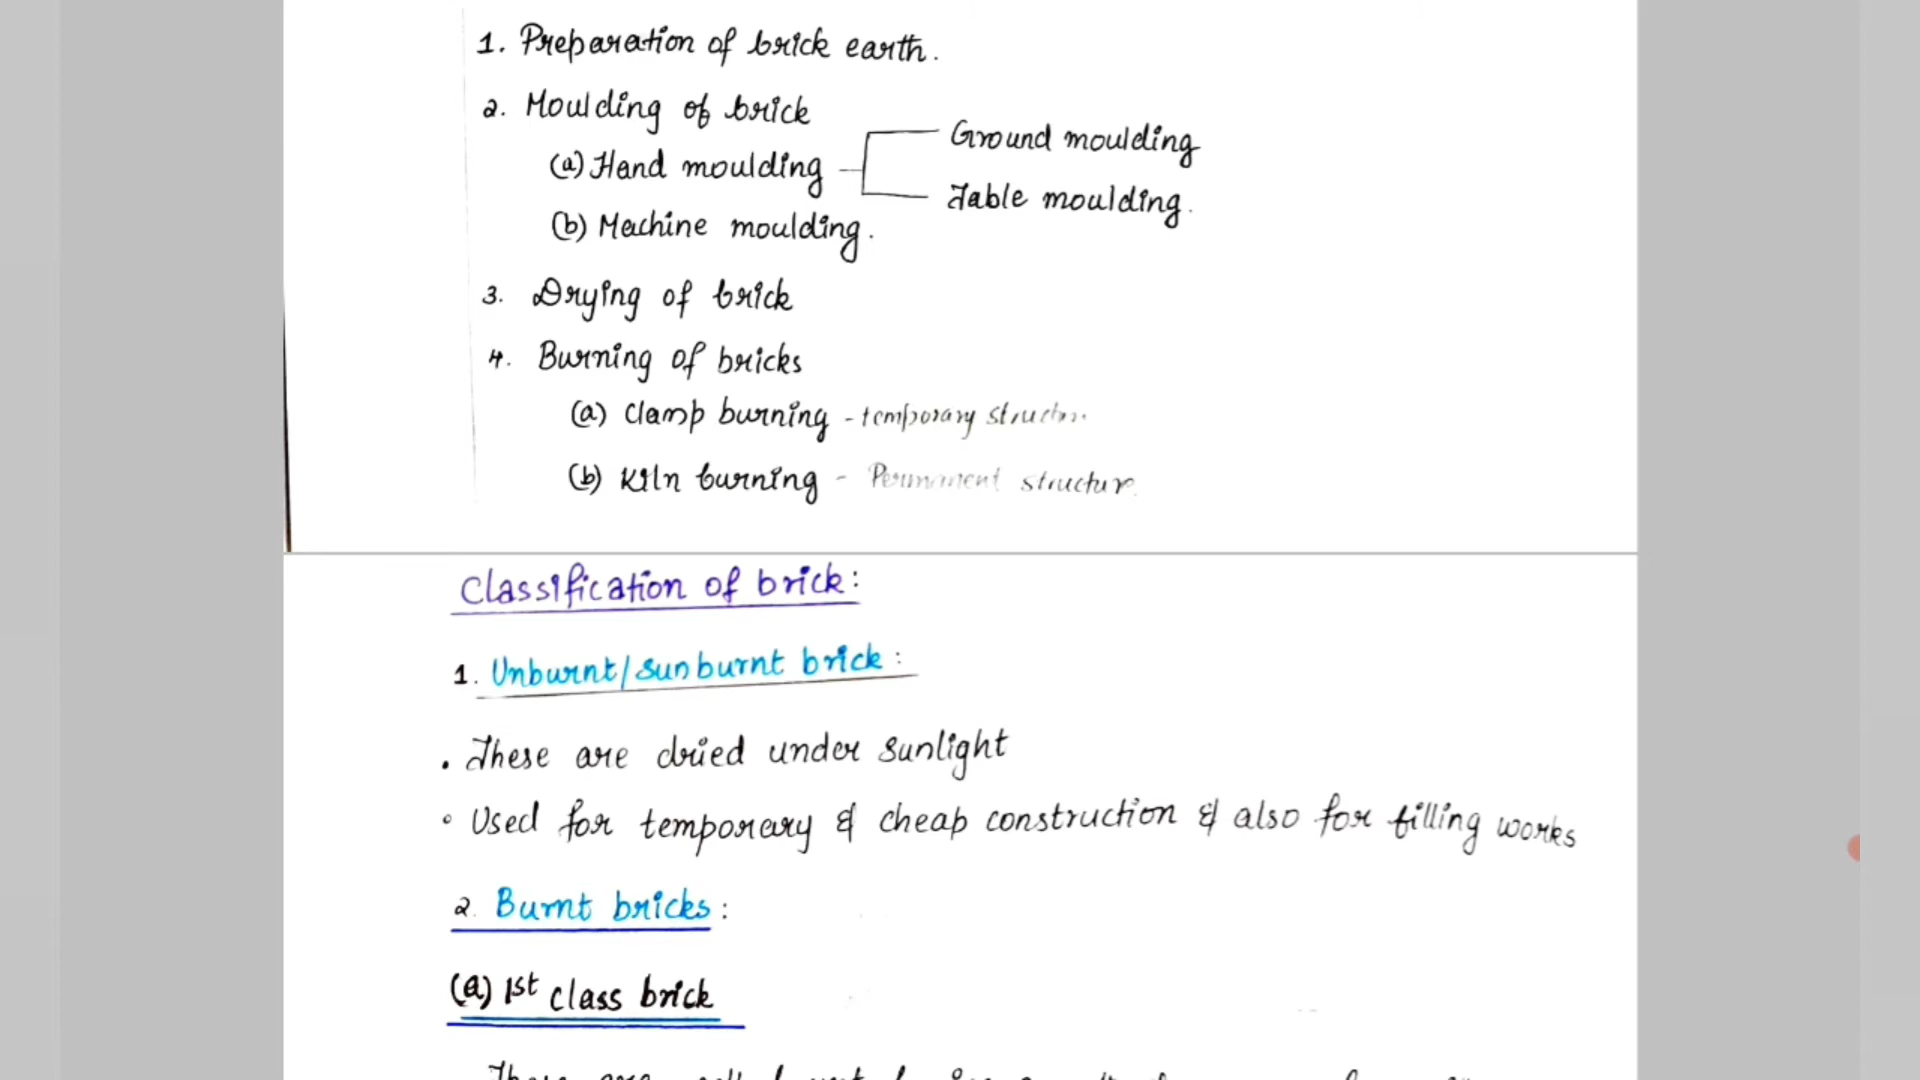 1. Preparation of brick earth.
2. Moulding of brick
(a) Hand moulding
Ground moulding
Table moulding.
(b) Machine moulding.
3. Drying of brick
4. Burning of bricks
(a) Clamp burning - temporary
(b) Kiln burning - Permanent
Classification of brick:
1. Unburnt/sunburnt brick:
• These are dried under sunlight
• Used for temporary & cheap construction & also for filling works
2. Burnt bricks:
(a) 1st class brick